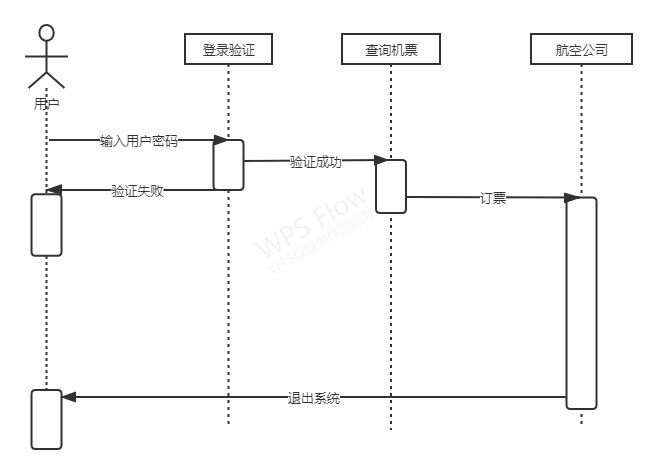 登录验证
查询机票
航空公司
用户
输入用户密码
验证成功
验证失败
订票
WPS Flow
退出系统